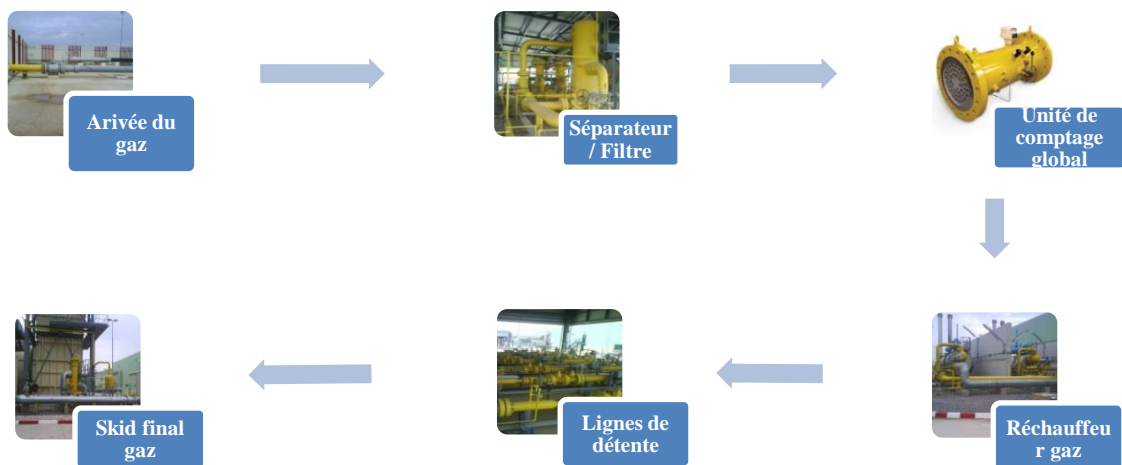 Arivée du
gaz
Séparateur
/ Filtre
Unité de
comptage
global
Skid final
gaz
Lignes de
détente
Réchauffeu
r gaz